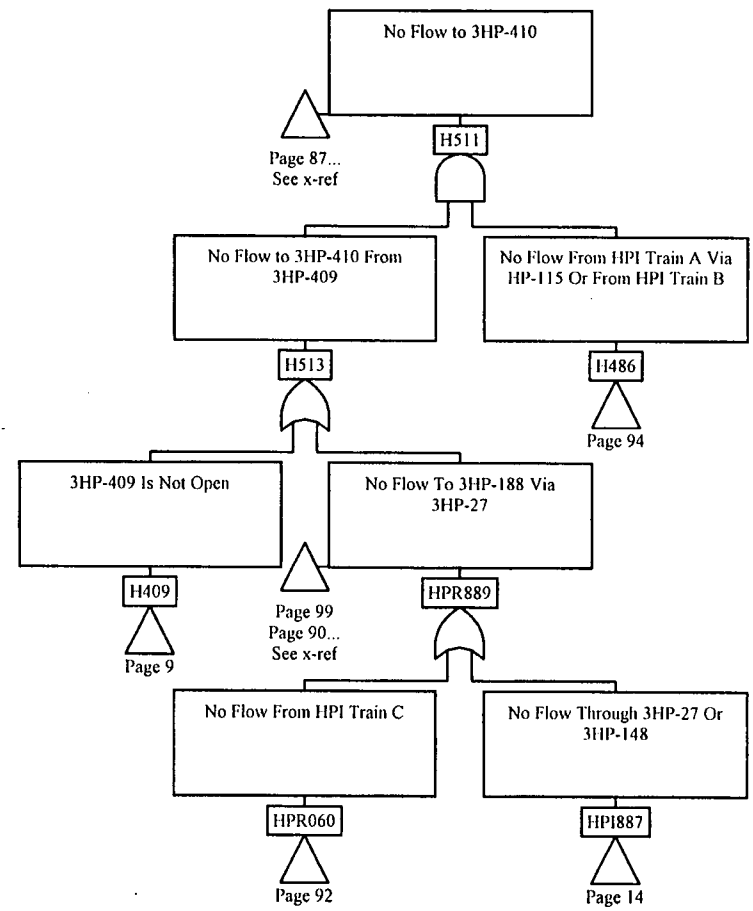 No Flow to 3HP-410
H511
Page 87...
See x-ref
No Flow to 3HP-410 From
3HP-409
No Flow From HPI Train A Via
HP-115 Or From HPI Train B
H513
H486
Page 94
3HP-409 Is Not Open
No Flow To 3HP-188 Via
3HP-27
H409
HPR889
Page 9
Page 99
Page 90...
See x-ref
No Flow From HPI Train C
No Flow Through 3HP-27 Or
3HP-148
HPR060
HPI887
Page 92
Page 14